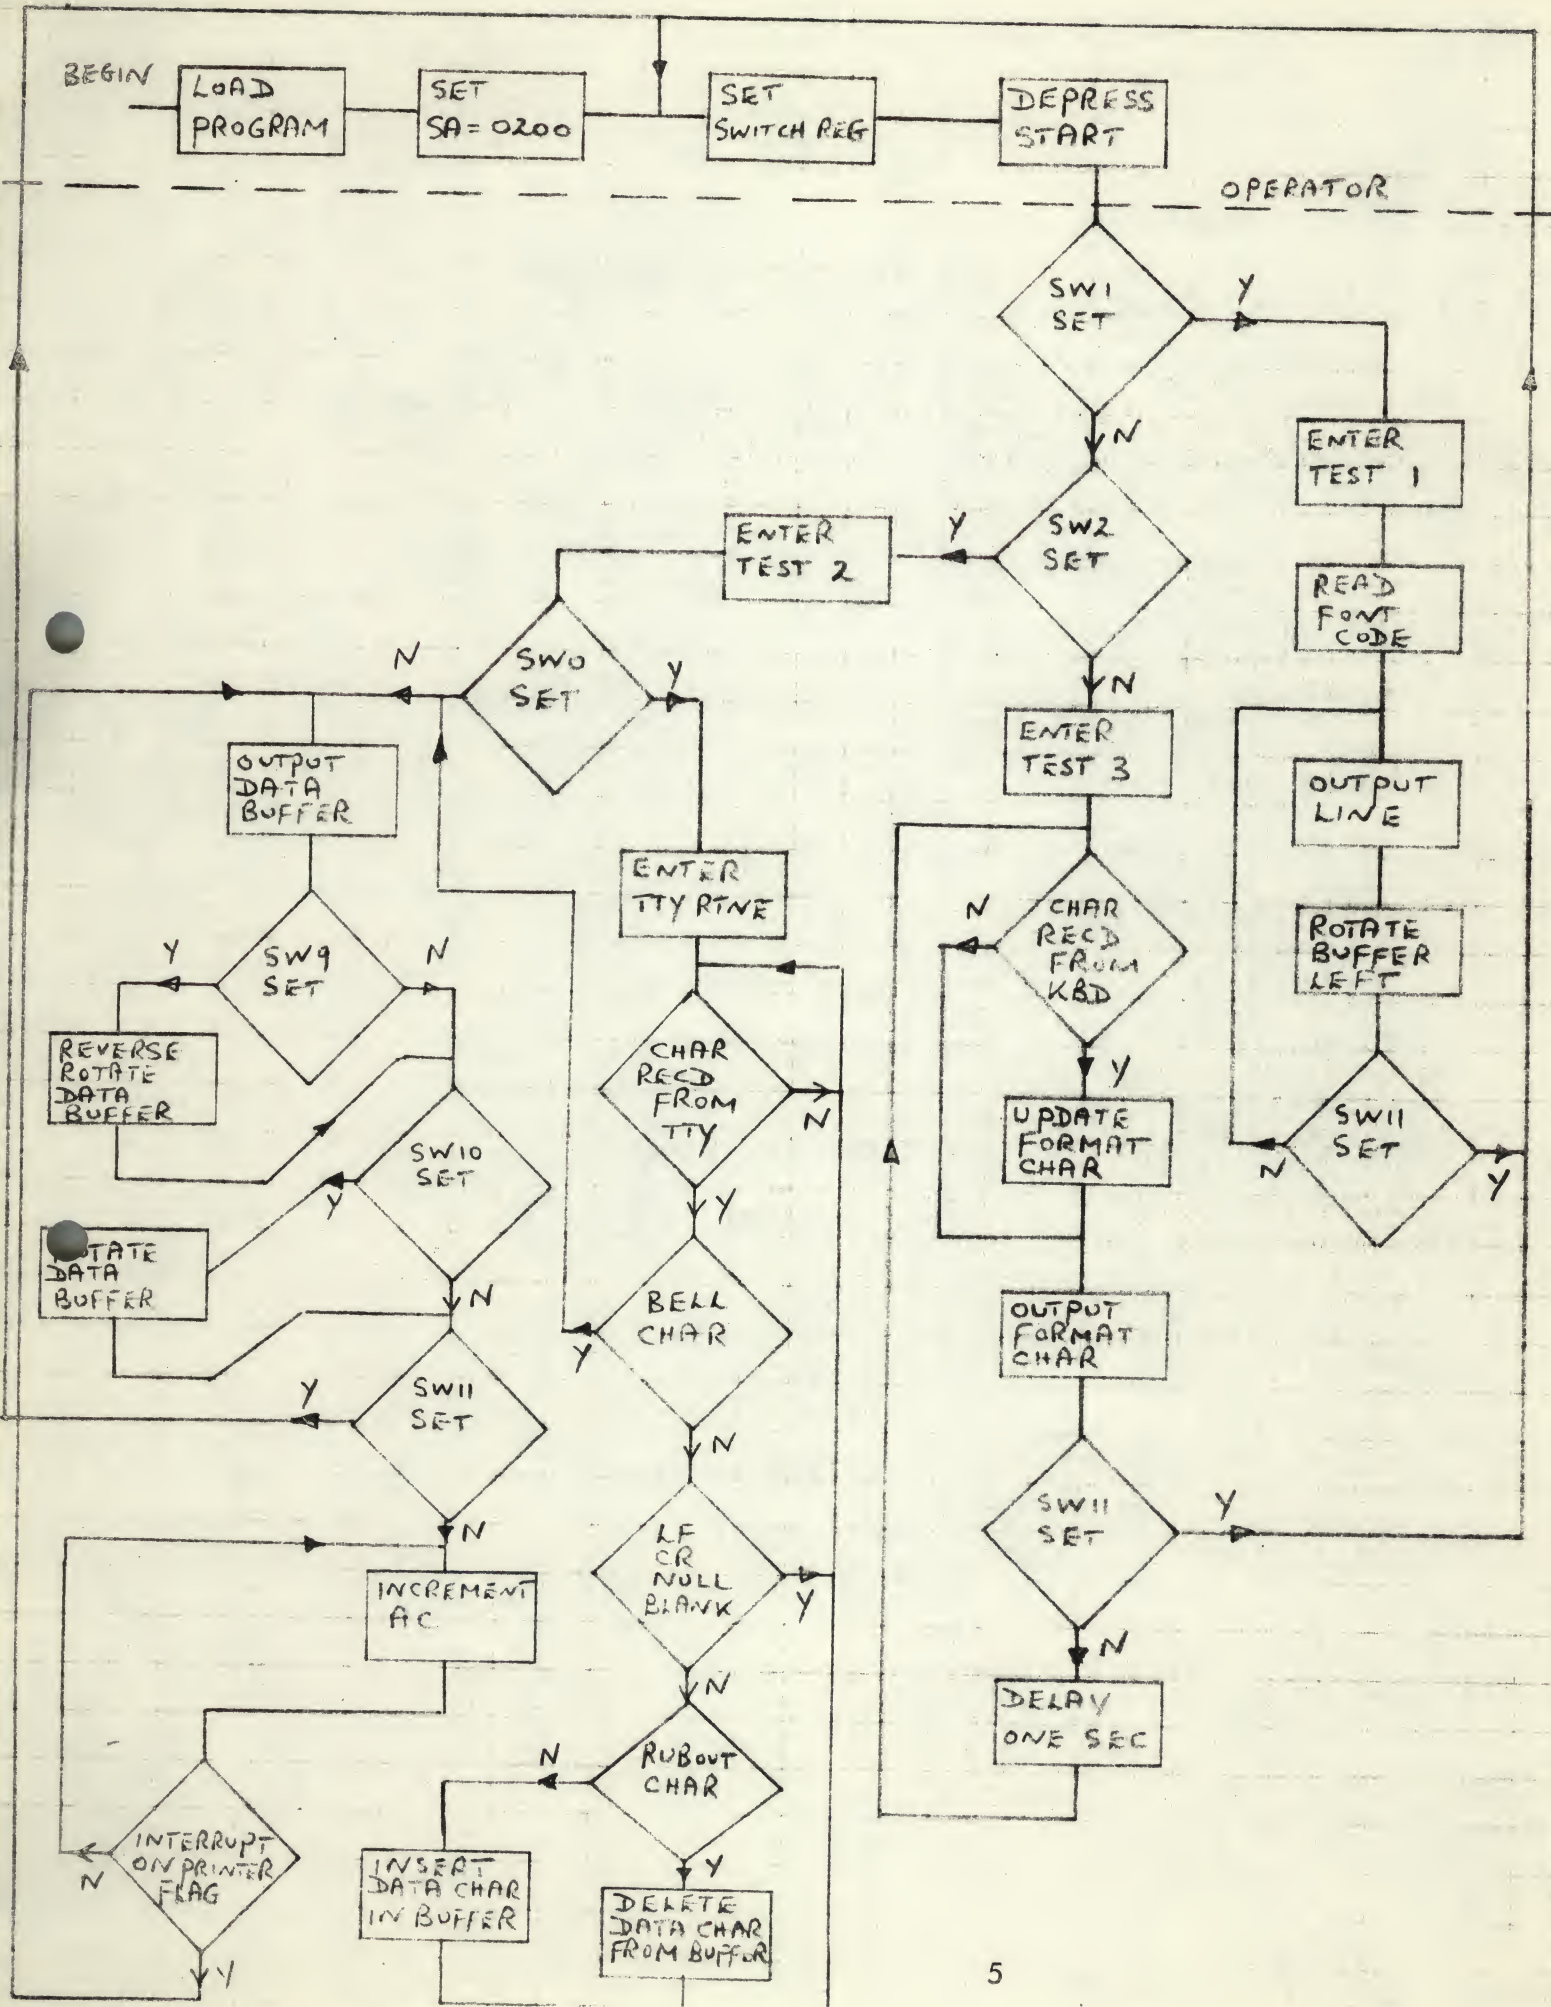 BEGIN
LOAD
PROGRAM
SET
SA = 0200
SET
SWITCH REG
DEPRESS
START
OPERATOR
SW1
SET
Y
N
ENTER
TEST 1
READ
FONT
CODE
OUTPUT
LINE
ROTATE
BUFFER
LEFT
SW11
SET
N
Y
SW2
SET
Y
N
ENTER
TEST 2
ENTER
TEST 3
CHAR
RECD
FROM
KBD
N
Y
UPDATE
FORMAT
CHAR
OUTPUT
FORMAT
CHAR
SW11
SET
Y
N
DELAY
ONE SEC
SW0
SET
N
Y
ENTER
TTY RTNE
CHAR
RECD
FROM
TTY
N
Y
BELL
CHAR
Y
N
LF
CR
NULL
BLANK
Y
N
RUBOUT
CHAR
N
Y
INSERT
DATA CHAR
IN BUFFER
DELETE
DATA CHAR
FROM BUFFOR
OUTPUT
DATA
BUFFER
SW9
SET
Y
N
REVERSE
ROTATE
DATA
BUFFER
SW10
SET
Y
N
TATE
DATA
BUFFER
SW11
SET
Y
N
INCREMENT
AC
INTERRUPT
ON PRINTER
FLAG
N
Y
5